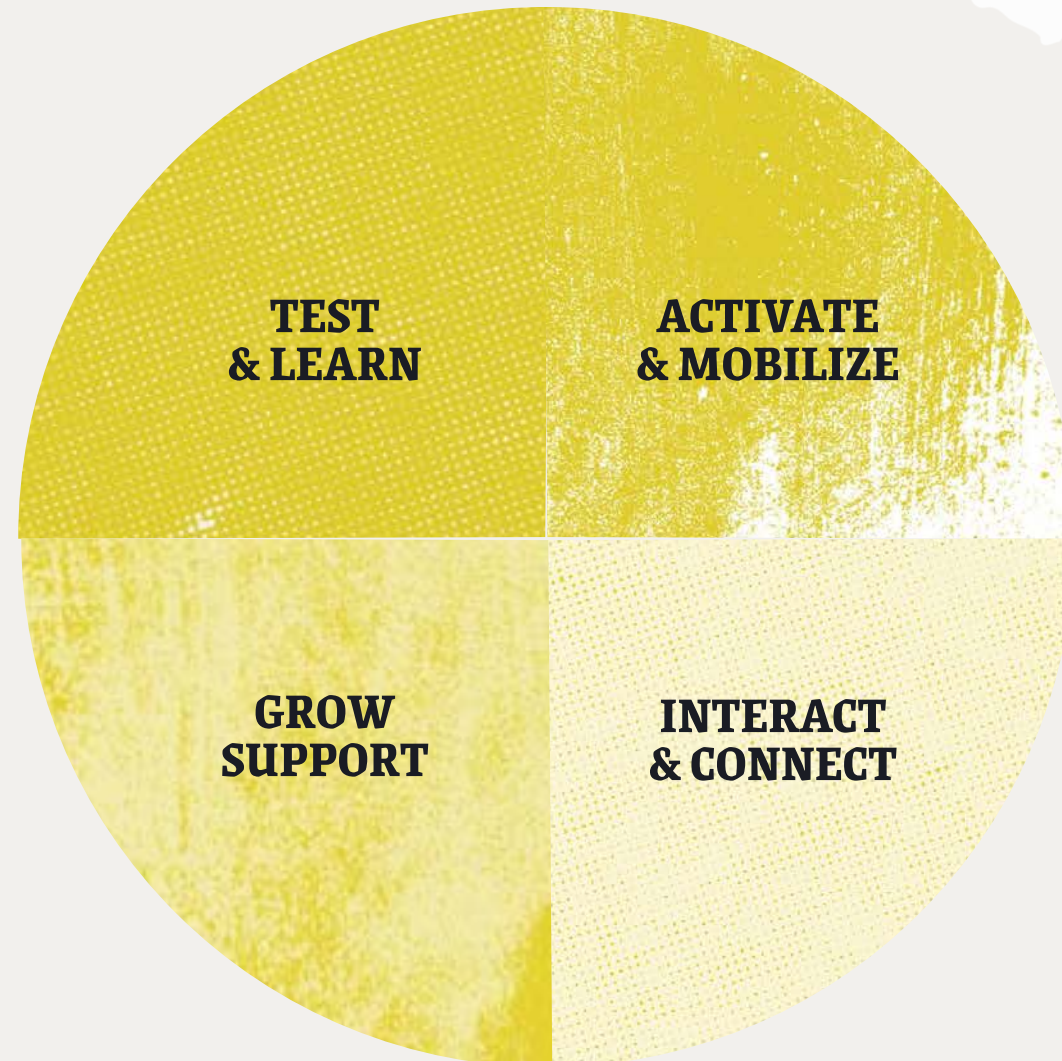 TEST
& LEARN
ACTIVATE
& MOBILIZE
GROW
SUPPORT
INTERACT
& CONNECT